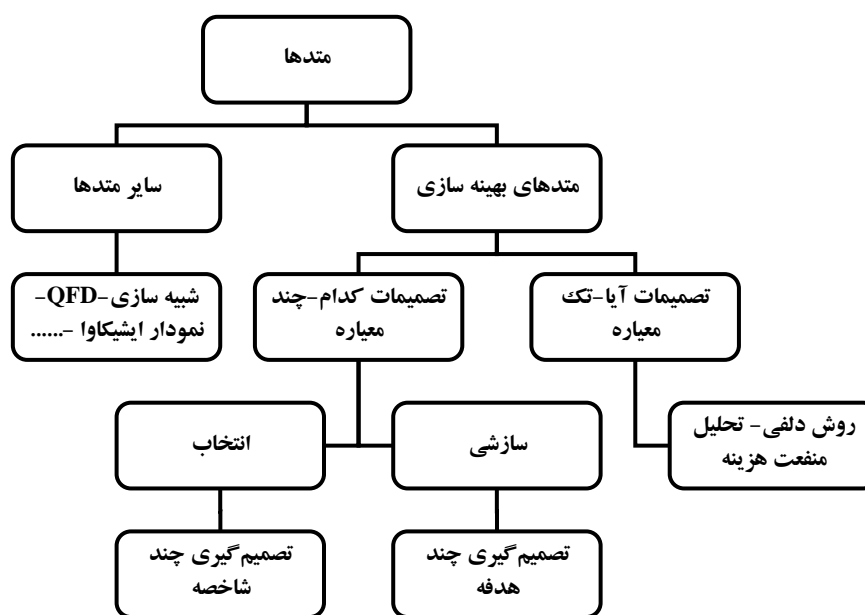 متدها
متدهای بهینه سازی
سایر متدها
تصمیمات آیا-تک
معیاره
تصمیمات کدام-چند
معیاره
شبیه سازی-QFD-
نمودار ایشیکاوا -......
روش دلفی- تحلیل
منفعت هزینه
سازشی
انتخاب
تصمیم گیری چند
هدفه
تصمیم گیری چند
شاخصه